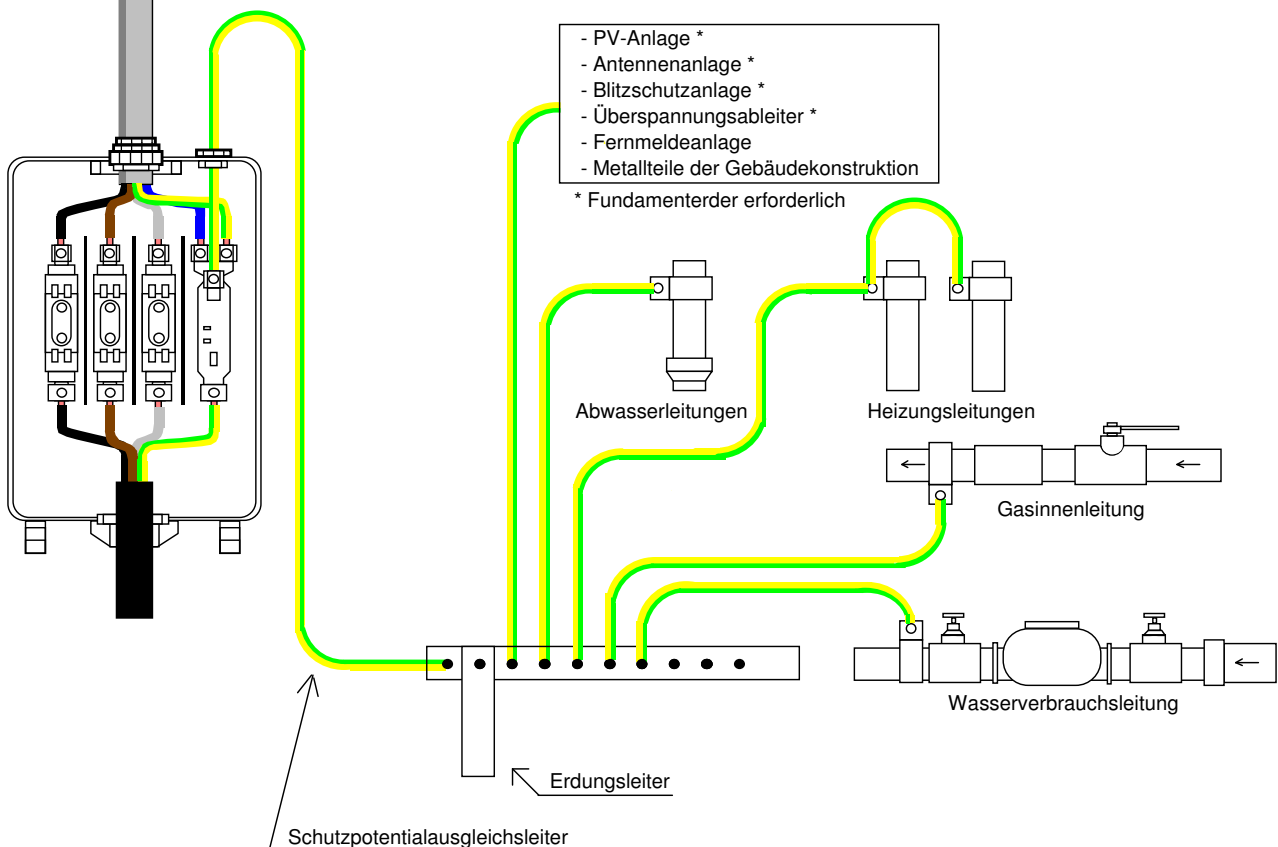 - PV-Anlage *
- Antennenanlage *
- Blitzschutzanlage *
- Überspannungsableiter *
- Fernmeldeanlage
- Metallteile der Gebäudekonstruktion
* Fundamenterder erforderlich
Abwasserleitungen
Heizungsleitungen
Gasinnenleitung
Wasserverbrauchsleitung
Erdungsleiter
Schutzpotentialausgleichsleiter